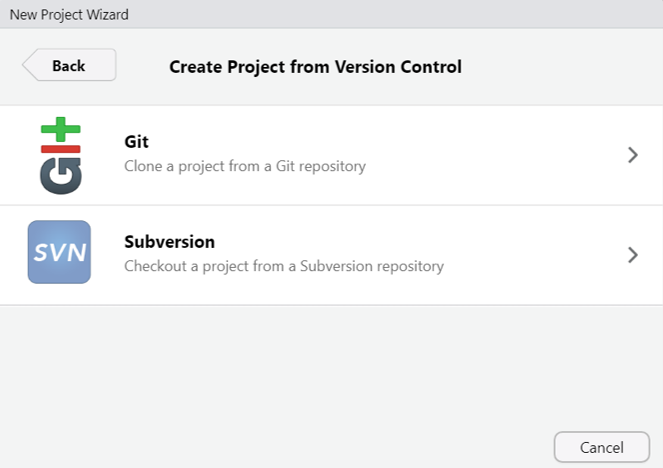 New Project Wizard
Back
Create Project from Version Control
Git
Git
Clone a project from a Git repository
SVN
Subversion
Checkout a project from a Subversion repository
Cancel